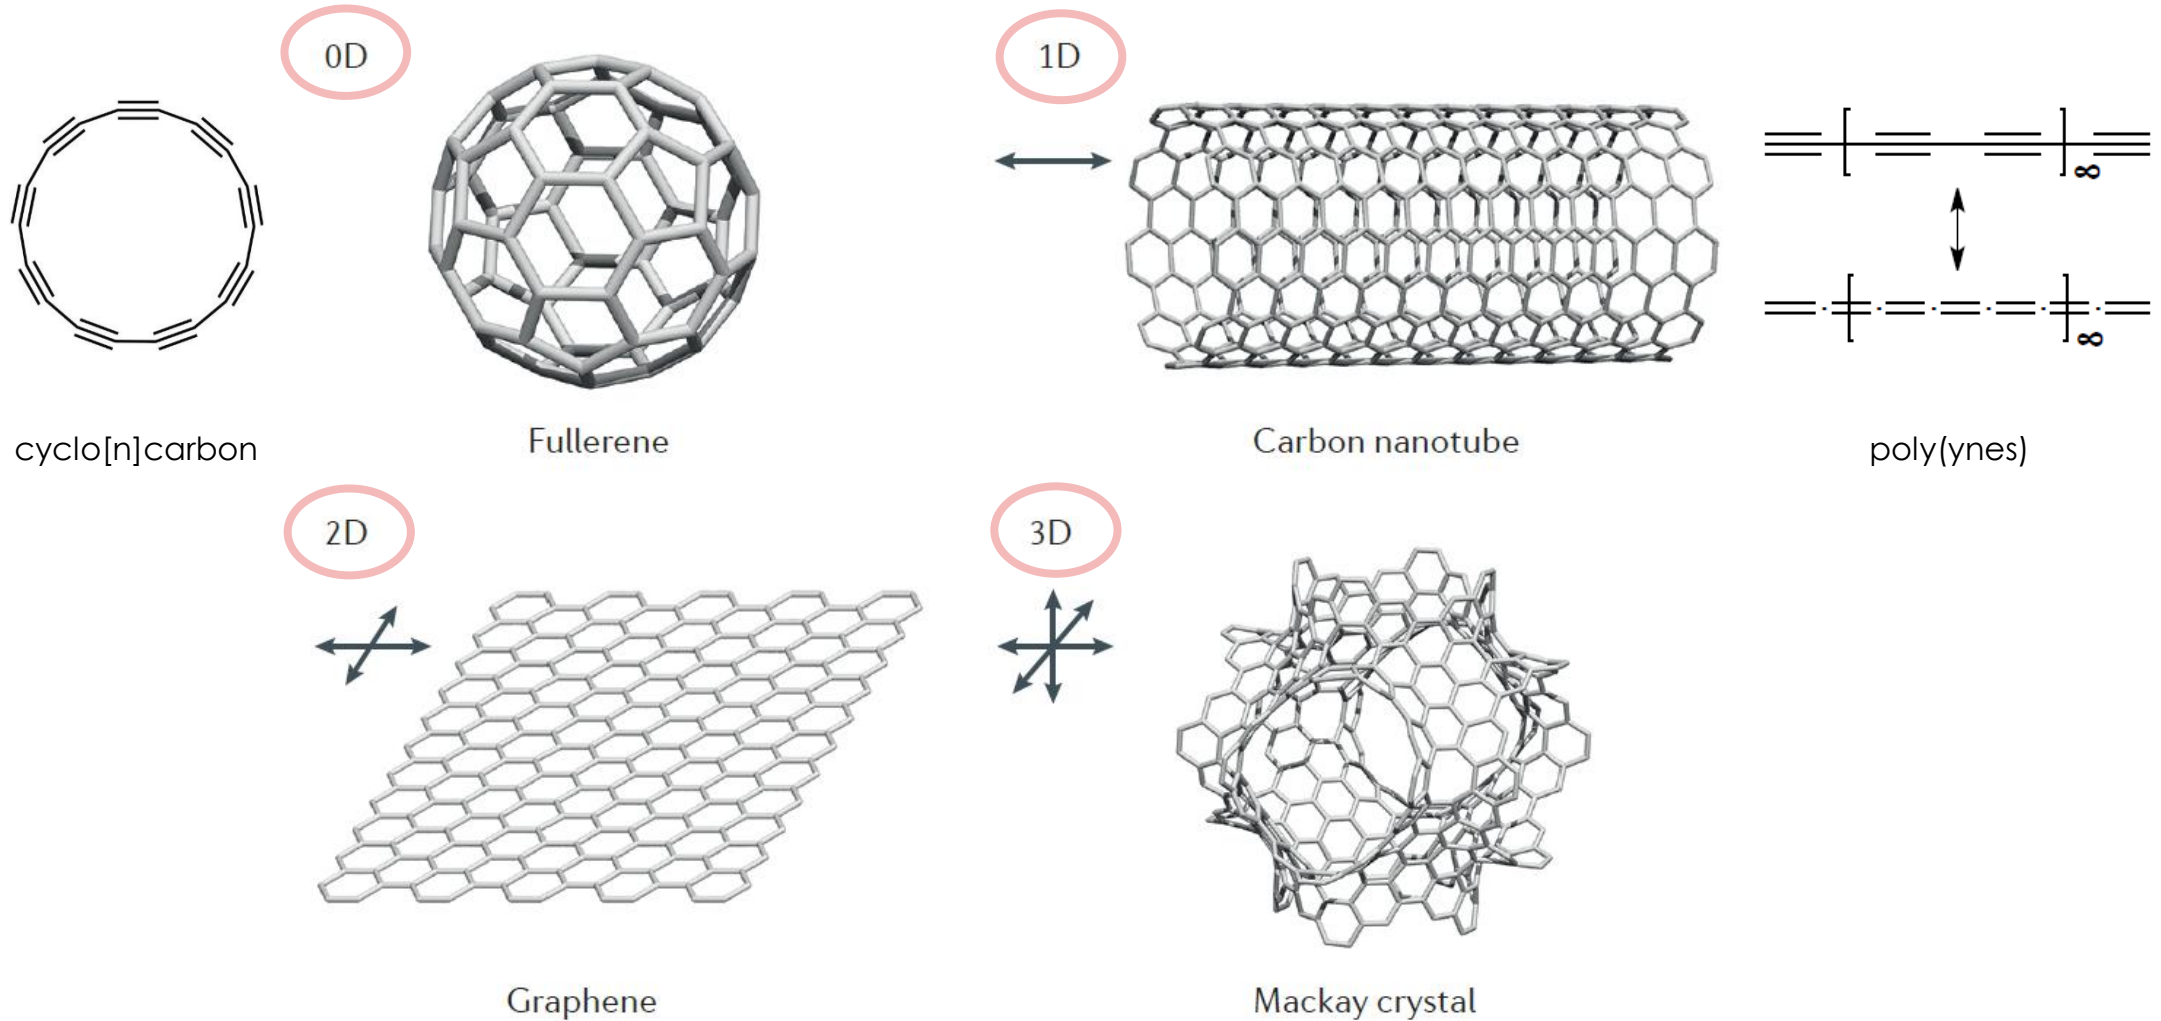 0D
1D
∞
∞
cyclo[n]carbon
Fullerene
Carbon nanotube
poly(ynes)
2D
3D
Graphene
Mackay crystal